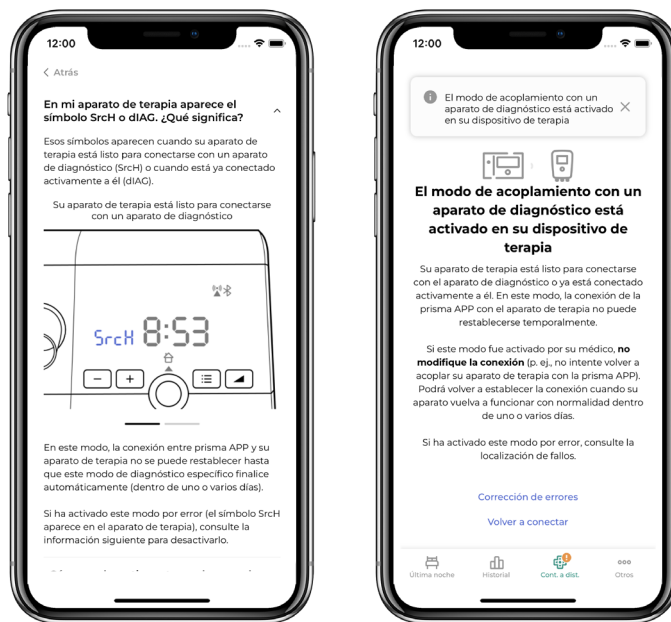 12:00
Atrás
En mi aparato de terapia aparece el
símbolo SrcH o dIAG. ¿Qué significa?
Esos símbolos aparecen cuando su aparato de
terapia está listo para conectarse con un aparato
de diagnóstico (SrcH) o cuando está ya conectado
activamente a él (dIAG).
Su aparato de terapia está listo para conectarse
con un aparato de diagnóstico
SrcH 8:53
En este modo, la conexión entre prisma APP y su
aparato de terapia no se puede restablecer hasta
que este modo de diagnóstico específico finalice
automáticamente (dentro de uno o varios días).
Si ha activado este modo por error (el símbolo SrcH
aparece en el aparato de terapia), consulte la
información siguiente para desactivarlo.
12:00
El modo de acoplamiento con un
aparato de diagnóstico está activado
en su dispositivo de terapia
El modo de acoplamiento con un
aparato de diagnóstico está
activado en su dispositivo de
terapia
Su aparato de terapia está listo para conectarse
con el aparato de diagnóstico o ya está conectado
activamente a él. En este modo, la conexión de la
prisma APP con el aparato de terapia no puede
restablecerse temporalmente.
Si este modo fue activado por su médico, no
modifique la conexión (p. ej., no intente volver a
acoplar su aparato de terapia con la prisma APP).
Podrá volver a establecer la conexión cuando su
aparato vuelva a funcionar con normalidad dentro
de uno o varios días.
Si ha activado este modo por error, consulte la
localización de fallos.
Corrección de errores
Volver a conectar
Última noche
Historial
Cont. a dist.
Otros